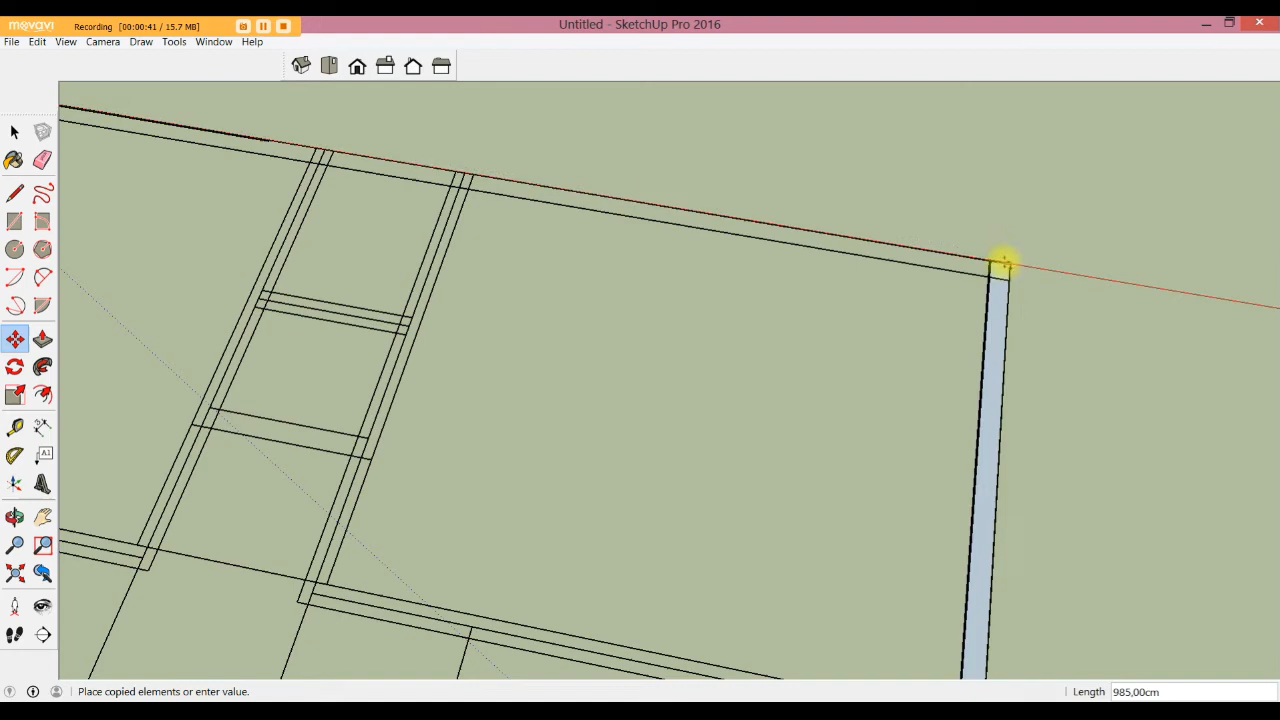 movavi
Recording [00:00:41 / 15.7 MB]
Untitled - SketchUp Pro 2016
File Edit View Camera Draw Tools Window Help
A1
Place copied elements or enter value.
Length 985,00cm